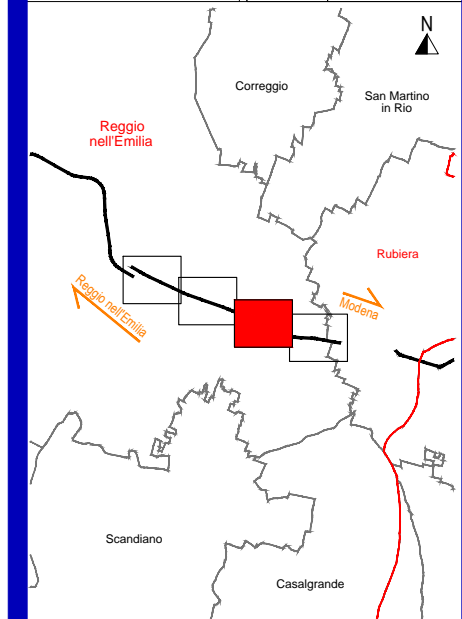 N
Correggio
San Martino
in Rio
Reggio
nell'Emilia
Rubiera
Reggio nell'Emilia
Modena
Scandiano
Casalgrande